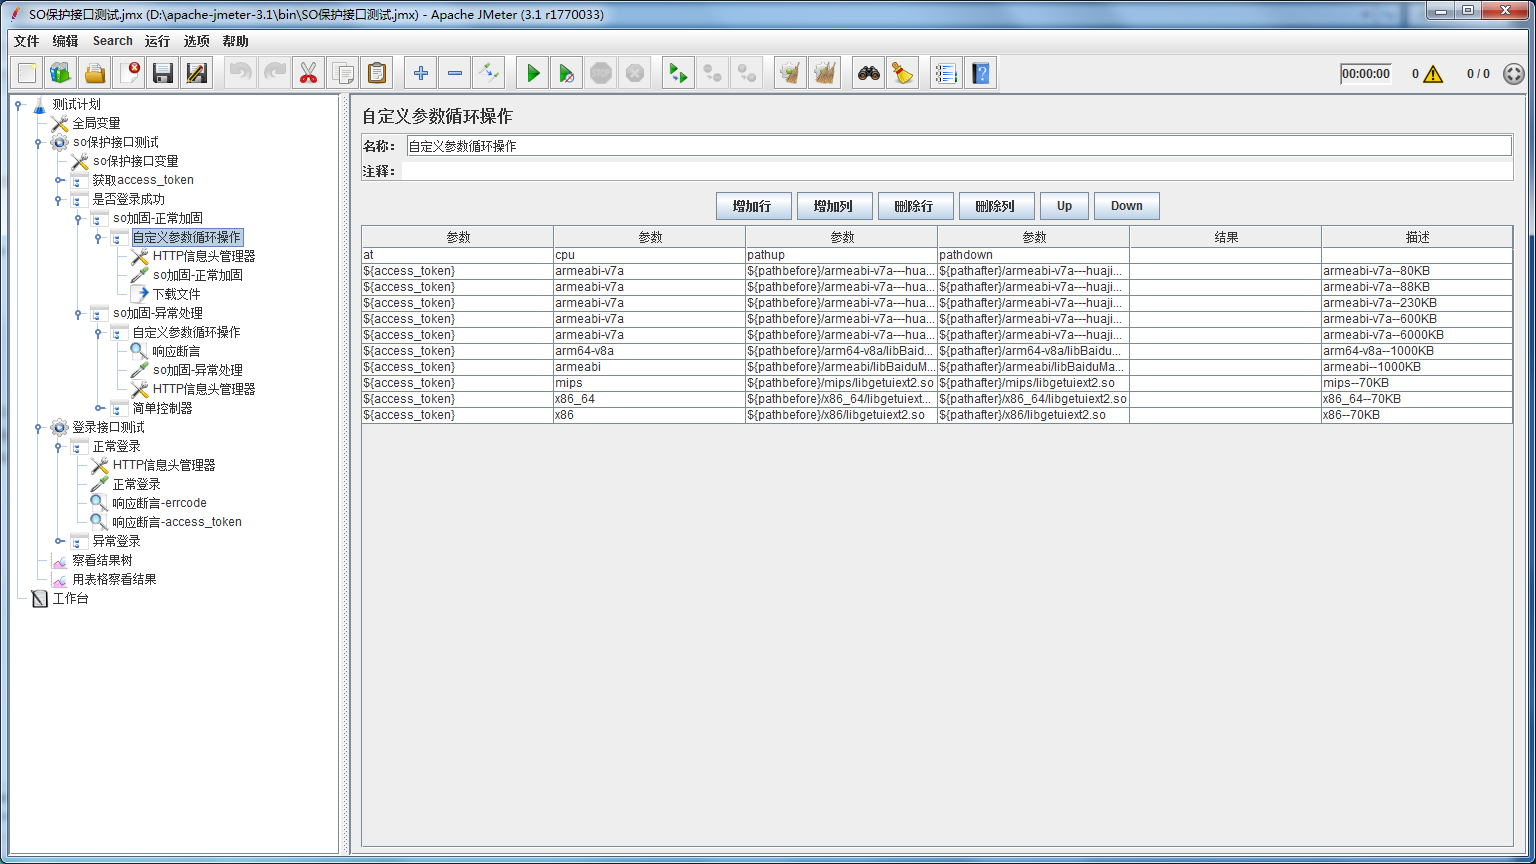 SO保护接口测试.jmx (D:\apache-jmeter-3.1\bin\SO保护接口测试.jmx) - Apache JMeter (3.1 r1770033)
文件 编辑 Search 运行 选项 帮助
00:00:00 0 0 / 0
测试计划
全局变量
so保护接口测试
so保护接口变量
获取access_token
是否登录成功
so加固-正常加固
自定义参数循环操作
HTTP信息头管理器
so加固-正常加固
下载文件
so加固-异常处理
自定义参数循环操作
响应断言
so加固-异常处理
HTTP信息头管理器
简单控制器
登录接口测试
正常登录
HTTP信息头管理器
正常登录
响应断言-errcode
响应断言-access_token
异常登录
察看结果树
用表格察看结果
工作台
自定义参数循环操作
名称： 自定义参数循环操作
注释：
增加行 增加列 删除行 删除列 Up Down
参数 参数 参数 参数 结果 描述
at cpu pathup pathdown
${access_token} armeabi-v7a ${pathbefore}/armeabi-v7a---hua... ${pathafter}/armeabi-v7a---huaji... armeabi-v7a--80KB
${access_token} armeabi-v7a ${pathbefore}/armeabi-v7a---hua... ${pathafter}/armeabi-v7a---huaji... armeabi-v7a--88KB
${access_token} armeabi-v7a ${pathbefore}/armeabi-v7a---hua... ${pathafter}/armeabi-v7a---huaji... armeabi-v7a--230KB
${access_token} armeabi-v7a ${pathbefore}/armeabi-v7a---hua... ${pathafter}/armeabi-v7a---huaji... armeabi-v7a--600KB
${access_token} armeabi-v7a ${pathbefore}/armeabi-v7a---hua... ${pathafter}/armeabi-v7a---huaji... armeabi-v7a--6000KB
${access_token} arm64-v8a ${pathbefore}/arm64-v8a/libBaid... ${pathafter}/arm64-v8a/libBaidu... arm64-v8a--1000KB
${access_token} armeabi ${pathbefore}/armeabi/libBaiduM... ${pathafter}/armeabi/libBaiduMa... armeabi--1000KB
${access_token} mips ${pathbefore}/mips/libgetuiext2.so ${pathafter}/mips/libgetuiext2.so mips--70KB
${access_token} x86_64 ${pathbefore}/x86_64/libgetuiext... ${pathafter}/x86_64/libgetuiext2.so x86_64--70KB
${access_token} x86 ${pathbefore}/x86/libgetuiext2.so ${pathafter}/x86/libgetuiext2.so x86--70KB